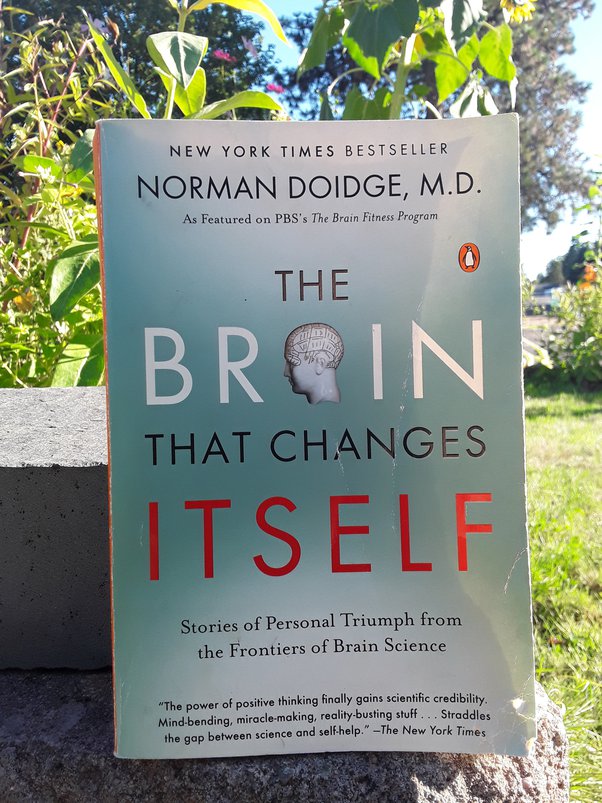 NEW YORK TIMES BESTSELLER
NORMAN DOIDGE, M.D.
As Featured on PBS's The Brain Fitness Program
THE
BRAIN
THAT CHANGES
ITSELF
Stories of Personal Triumph from
the Frontiers of Brain Science
"The power of positive thinking finally gains scientific credibility.
Mind-bending, miracle-making, reality-busting stuff . . . Straddles
the gap between science and self-help." —The New York Times